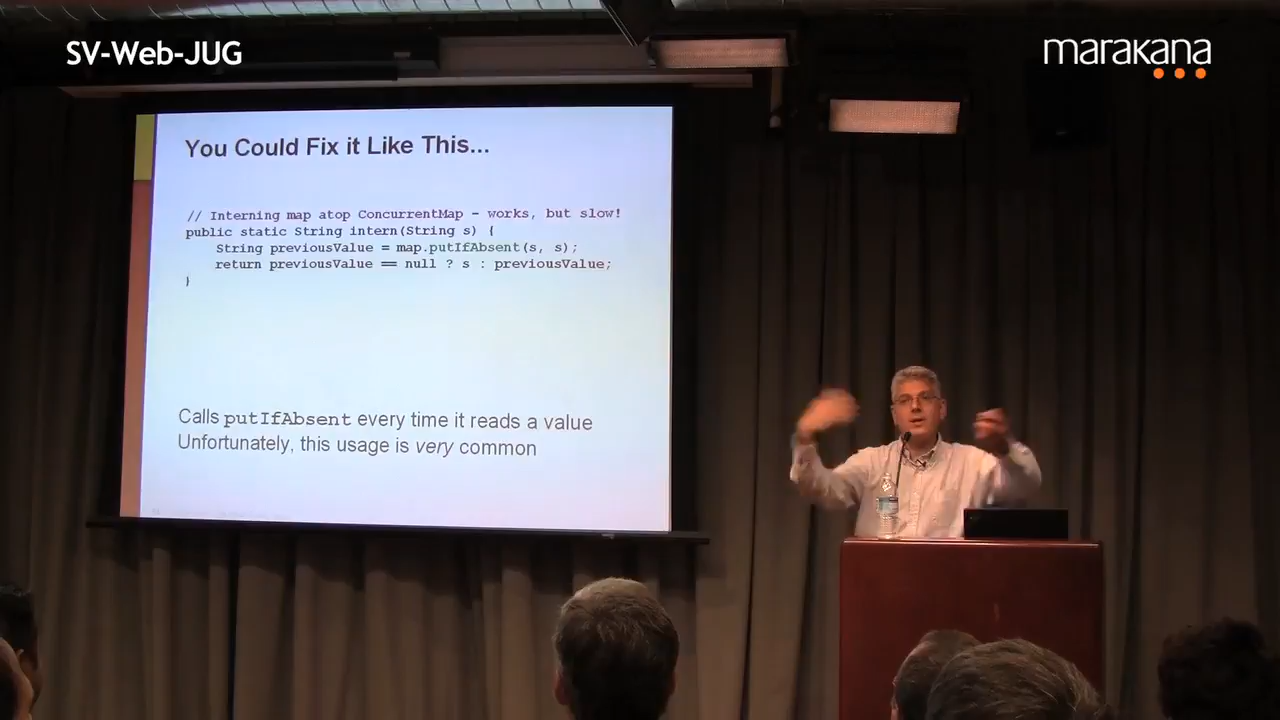 SV-Web-JUG
marakana
You Could Fix it Like This...
// Interning map atop ConcurrentMap - works, but slow!
public static String intern(String s) {
String previousValue = map.putIfAbsent(s, s);
return previousValue == null ? s : previousValue;
}
Calls putIfAbsent every time it reads a value
Unfortunately, this usage is very common